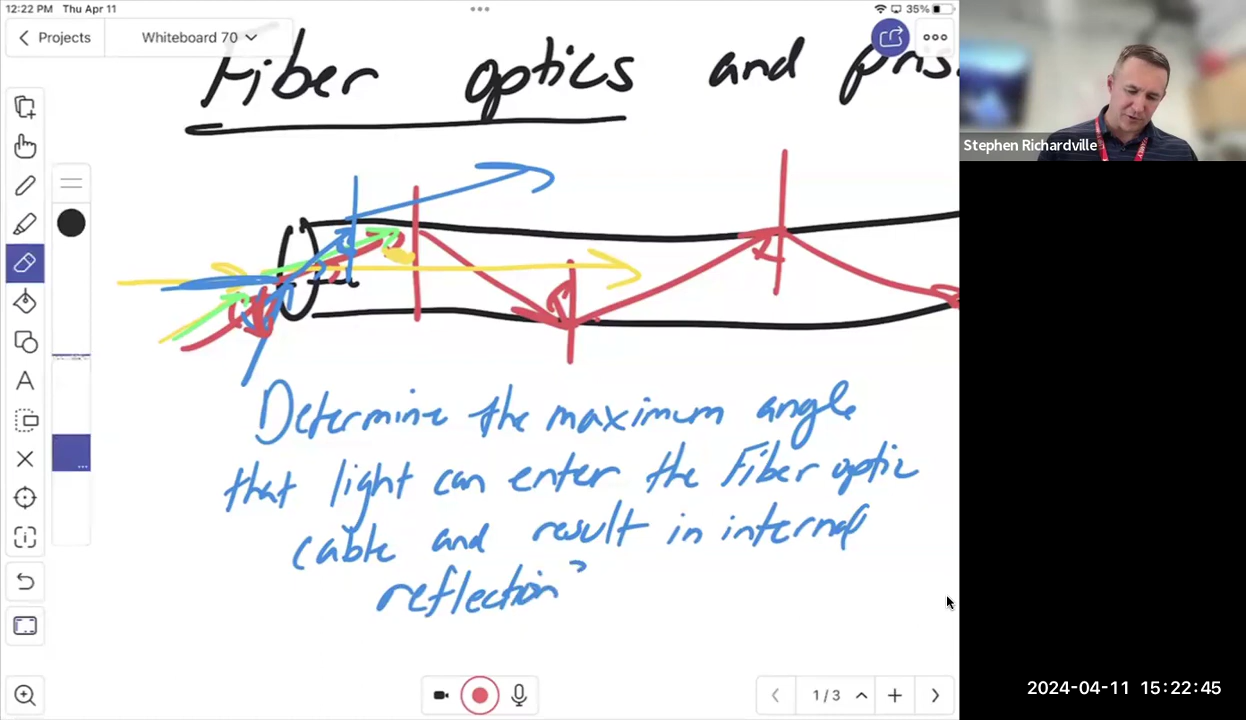 12:22 PM Thu Apr 11
35%
Projects
Whiteboard 70
Fiber optics and pris
Stephen Richardville
Determine the maximum angle
that light can enter the Fiber optic
cable and result in internal
reflection?
A
1/3
2024-04-11 15:22:45